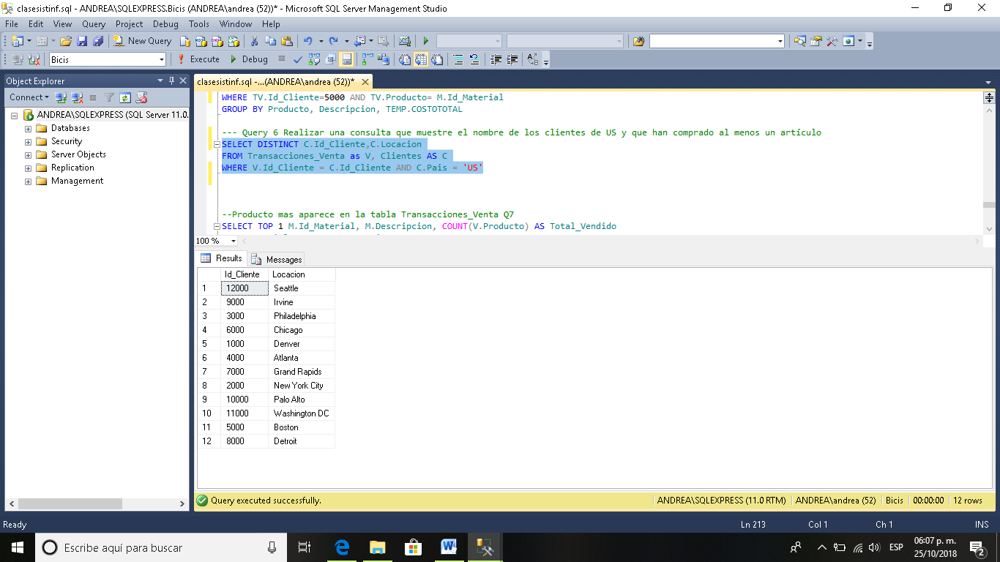 clasesistinf.sql - ANDREA\SQLEXPRESS.Bicis (ANDREA\andrea (52))* - Microsoft SQL Server Management Studio
File Edit View Query Project Debug Tools Window Help
New Query
Bicis Execute Debug
Object Explorer
Connect
ANDREA\SQLEXPRESS (SQL Server 11.0.
Databases
Security
Server Objects
Replication
Management
clasesistinf.sql -...(ANDREA\andrea (52))*
WHERE TV.Id_Cliente=5000 AND TV.Producto= M.Id_Material
GROUP BY Producto, Descripcion, TEMP.COSTOTOTAL
--- Query 6 Realizar una consulta que muestre el nombre de los clientes de US y que han comprado al menos un artículo
SELECT DISTINCT C.Id_Cliente,C.Locacion
FROM Transacciones_Venta as V, Clientes AS C
WHERE V.Id_Cliente = C.Id_Cliente AND C.Pais = 'US'
--Producto mas aparece en la tabla Transacciones_Venta Q7
SELECT TOP 1 M.Id_Material, M.Descripcion, COUNT(V.Producto) AS Total_Vendido
100 %
Results Messages
Id_Cliente Locacion
1 12000 Seattle
2 9000 Irvine
3 3000 Philadelphia
4 6000 Chicago
5 1000 Denver
6 4000 Atlanta
7 7000 Grand Rapids
8 2000 New York City
9 10000 Palo Alto
10 11000 Washington DC
11 5000 Boston
12 8000 Detroit
Query executed successfully. ANDREA\SQLEXPRESS (11.0 RTM) ANDREA\andrea (52) Bicis 00:00:00 12 rows
Ready Ln 213 Col 1 Ch 1 INS
Escribe aquí para buscar
ESP
06:07 p. m.
25/10/2018
2